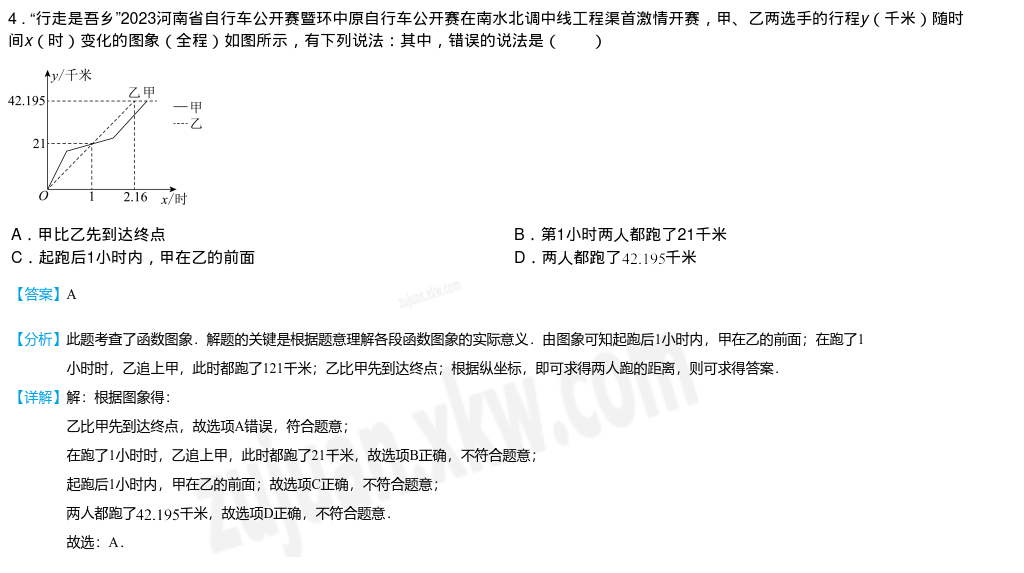 4．“行走是吾乡”2023河南省自行车公开赛暨环中原自行车公开赛在南水北调中线工程渠首激情开赛，甲、乙两选手的行程y（千米）随时
间x（时）变化的图象（全程）如图所示，有下列说法：其中，错误的说法是（　　）
y/千米
42.195
乙 甲
甲
乙
21
O
1
2.16
x/时
A．甲比乙先到达终点
B．第1小时两人都跑了21千米
C．起跑后1小时内，甲在乙的前面
D．两人都跑了42.195千米
【答案】A
zujuan.xkw.com
【分析】此题考查了函数图象．解题的关键是根据题意理解各段函数图象的实际意义．由图象可知起跑后1小时内，甲在乙的前面；在跑了1
小时时，乙追上甲，此时都跑了121千米；乙比甲先到达终点；根据纵坐标，即可求得两人跑的距离，则可求得答案．
【详解】解：根据图象得：
乙比甲先到达终点，故选项A错误，符合题意；
在跑了1小时时，乙追上甲，此时都跑了21千米，故选项B正确，不符合题意；
起跑后1小时内，甲在乙的前面；故选项C正确，不符合题意；
两人都跑了42.195千米，故选项D正确，不符合题意．
故选：A．
zujuan.xkw.com